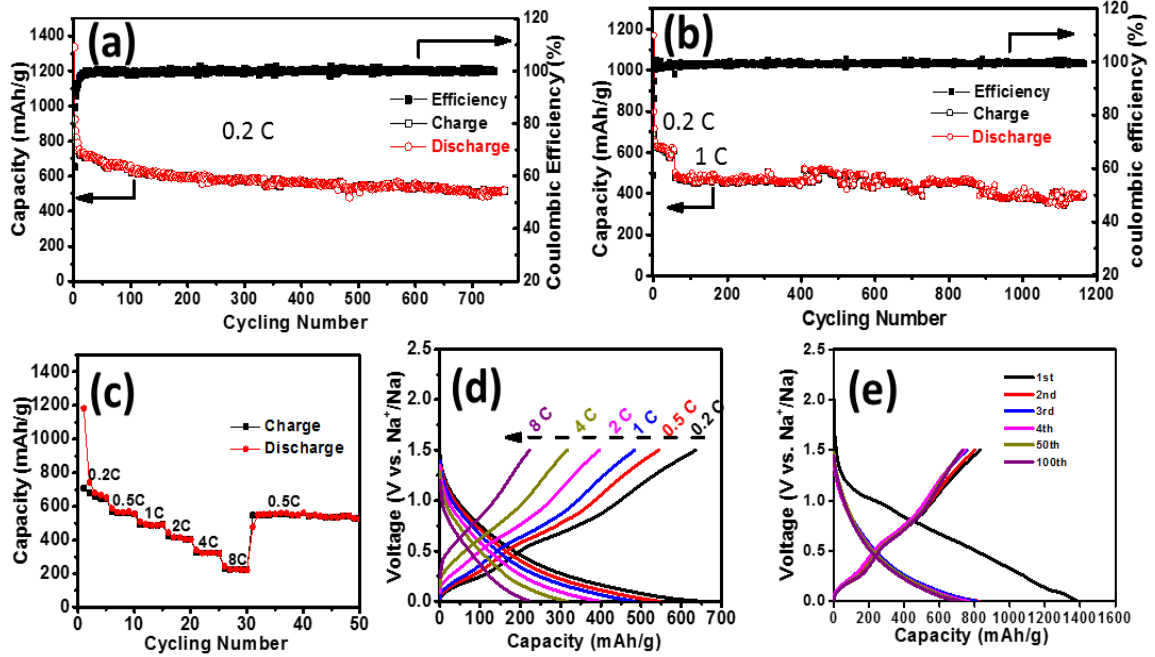 (a)
Capacity (mAh/g)
1400
1200
1000
800
600
400
200
0
0.2 C
Efficiency
Charge
Discharge
120
100
80
60
40
20
Coulombic Efficiency (%)
0 100 200 300 400 500 600 700
Cycling Number
(b)
Capacity (mAh/g)
1200
1000
800
600
400
200
0
0.2 C
1 C
Efficiency
Charge
Discharge
120
100
80
60
40
20
coulombic efficiency (%)
0 200 400 600 800 1000 1200
Cycling Number
(c)
Capacity (mAh/g)
1400
1200
1000
800
600
400
200
0
Charge
Discharge
0.2C
0.5C
1C
2C
4C
8C
0.5C
0 10 20 30 40 50
Cycling Number
(d)
Voltage (V vs. Na+/Na)
2.5
2.0
1.5
1.0
0.5
0.0
8 C
4 C
2 C
1 C
0.5 C
0.2 C
0 100 200 300 400 500 600 700
Capacity (mAh/g)
(e)
Voltage (V vs. Na+/Na)
2.5
2.0
1.5
1.0
0.5
0.0
1st
2nd
3rd
4th
50th
100th
0 200 400 600 800 1000 1200 1400 1600
Capacity (mAh/g)